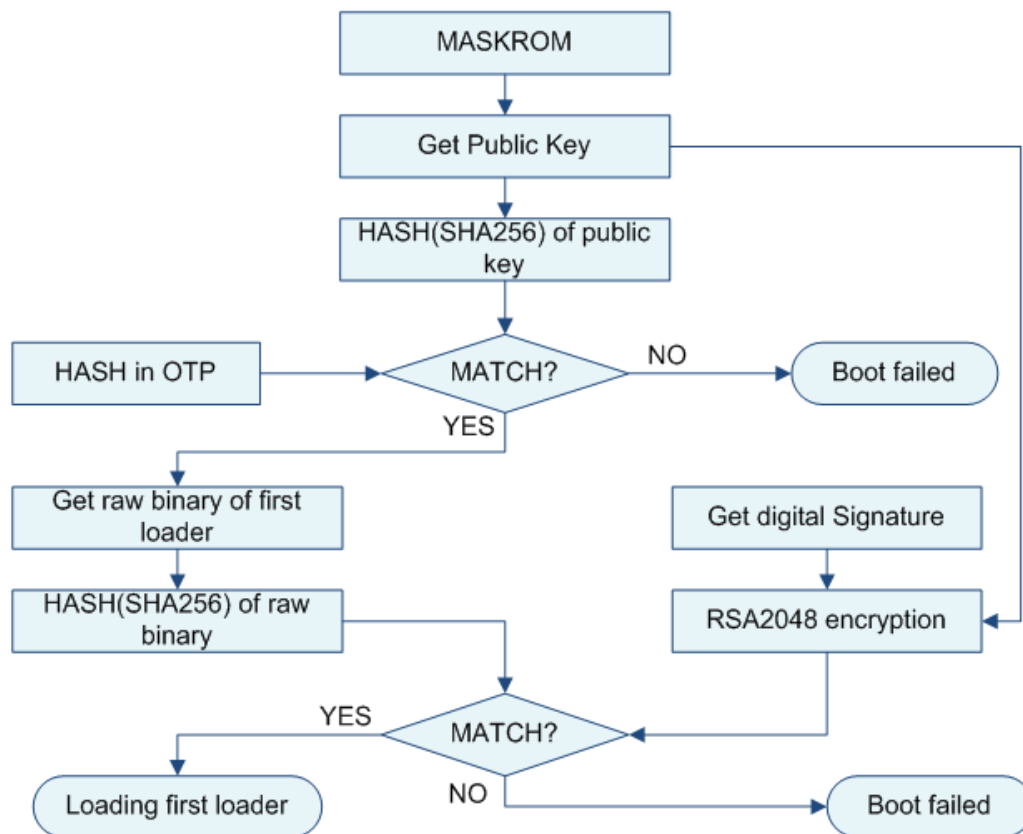 MASKROM
Get Public Key
HASH(SHA256) of public
key
HASH in OTP
MATCH?
NO
Boot failed
YES
Get raw binary of first
loader
Get digital Signature
HASH(SHA256) of raw
binary
RSA2048 encryption
YES
MATCH?
NO
Loading first loader
Boot failed